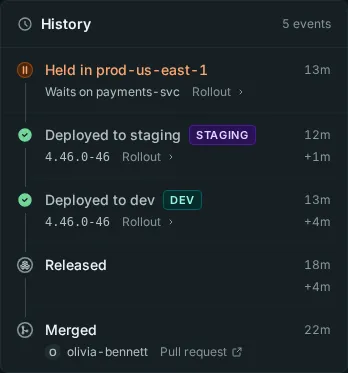 History 5 events
Held in prod-us-east-1 13m
Waits on payments-svc Rollout ›
Deployed to staging STAGING 12m
4.46.0-46 Rollout › +1m
Deployed to dev DEV 13m
4.46.0-46 Rollout › +4m
Released 18m
+4m
Merged 22m
O olivia-bennett Pull request